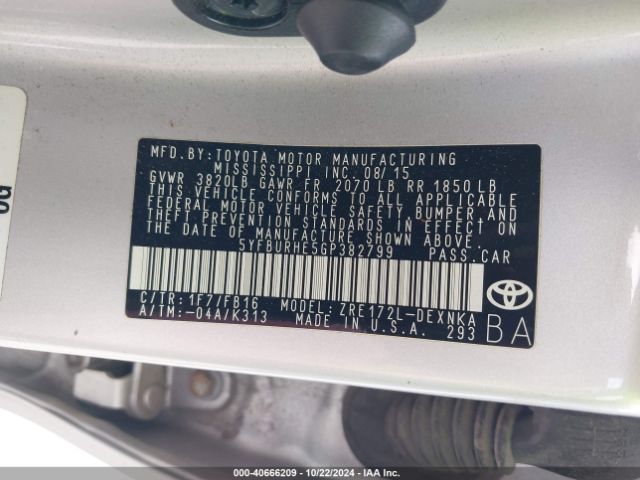 MFD.BY:TOYOTA MOTOR MANUFACTURING
MISSISSIPPI INC.08/15
GVWR 3820LB GAWR FR 2070 LB RR 1850 LB
THIS VEHICLE CONFORMS TO ALL APPLICABLE
FEDERAL MOTOR VEHICLE SAFETY, BUMPER AND
THEFT PREVENTION STANDARDS IN EFFECT ON
THE DATE OF MANUFACTURE SHOWN ABOVE.
5YFBURHE5GP382799 PASS.CAR
C/TR:1F7/FB16 MODEL:ZRE172L-DEXNKA
A/TM:-04A/K313 MADE IN U.S.A. 293
BA
000-40666209 - 10/22/2024 - IAA Inc.